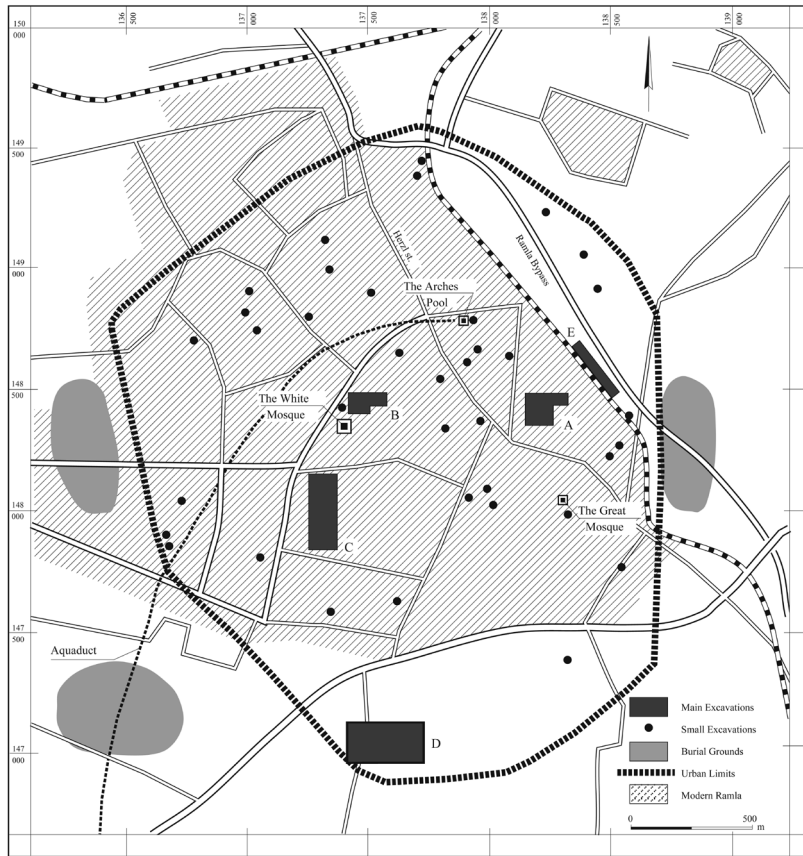 136
500
137
000
137
500
138
000
138
500
139
000
150
000
149
500
149
000
148
500
148
000
147
500
147
000
Herzl st.
Ramla Bypass
The Arches
Pool
E
The White
Mosque
B
A
C
The Great
Mosque
Aquaduct
D
Main Excavations
Small Excavations
Burial Grounds
Urban Limits
Modern Ramla
0
500
m